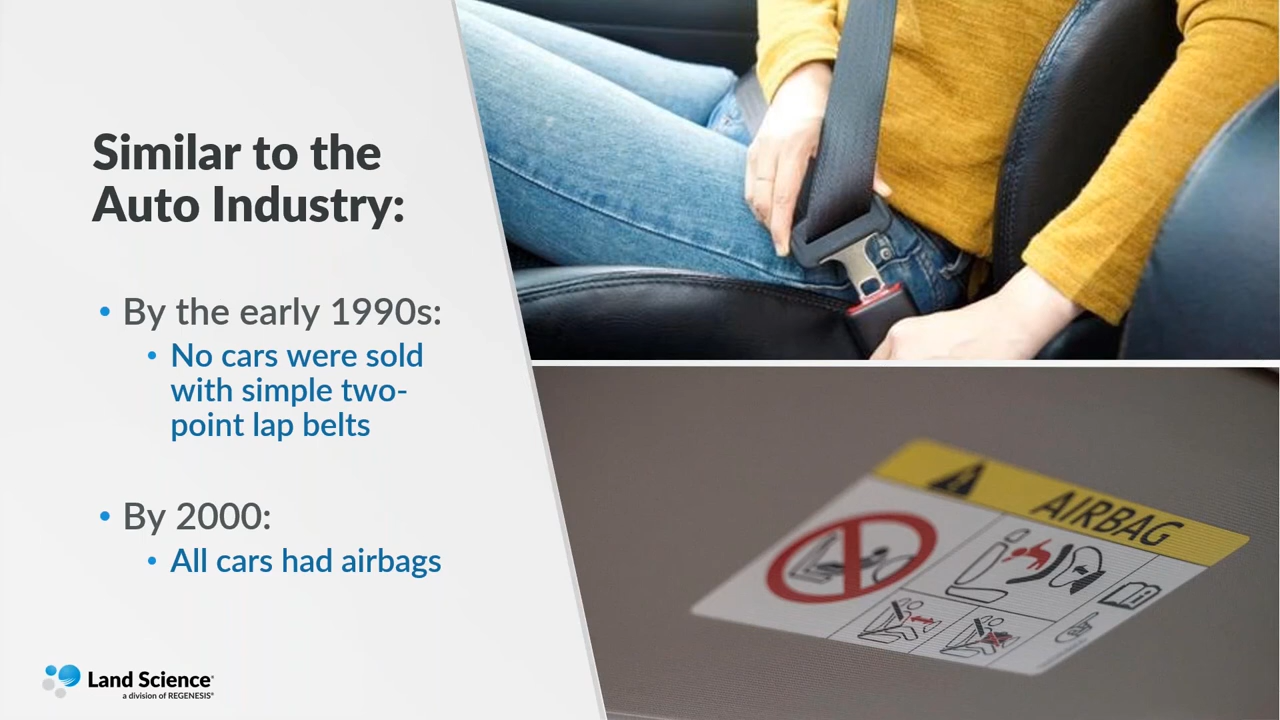 Similar to the
Auto Industry:
• By the early 1990s:
• No cars were sold
with simple two-
point lap belts
• By 2000:
• All cars had airbags
AIRBAG
Land Science®
a division of REGENESIS®